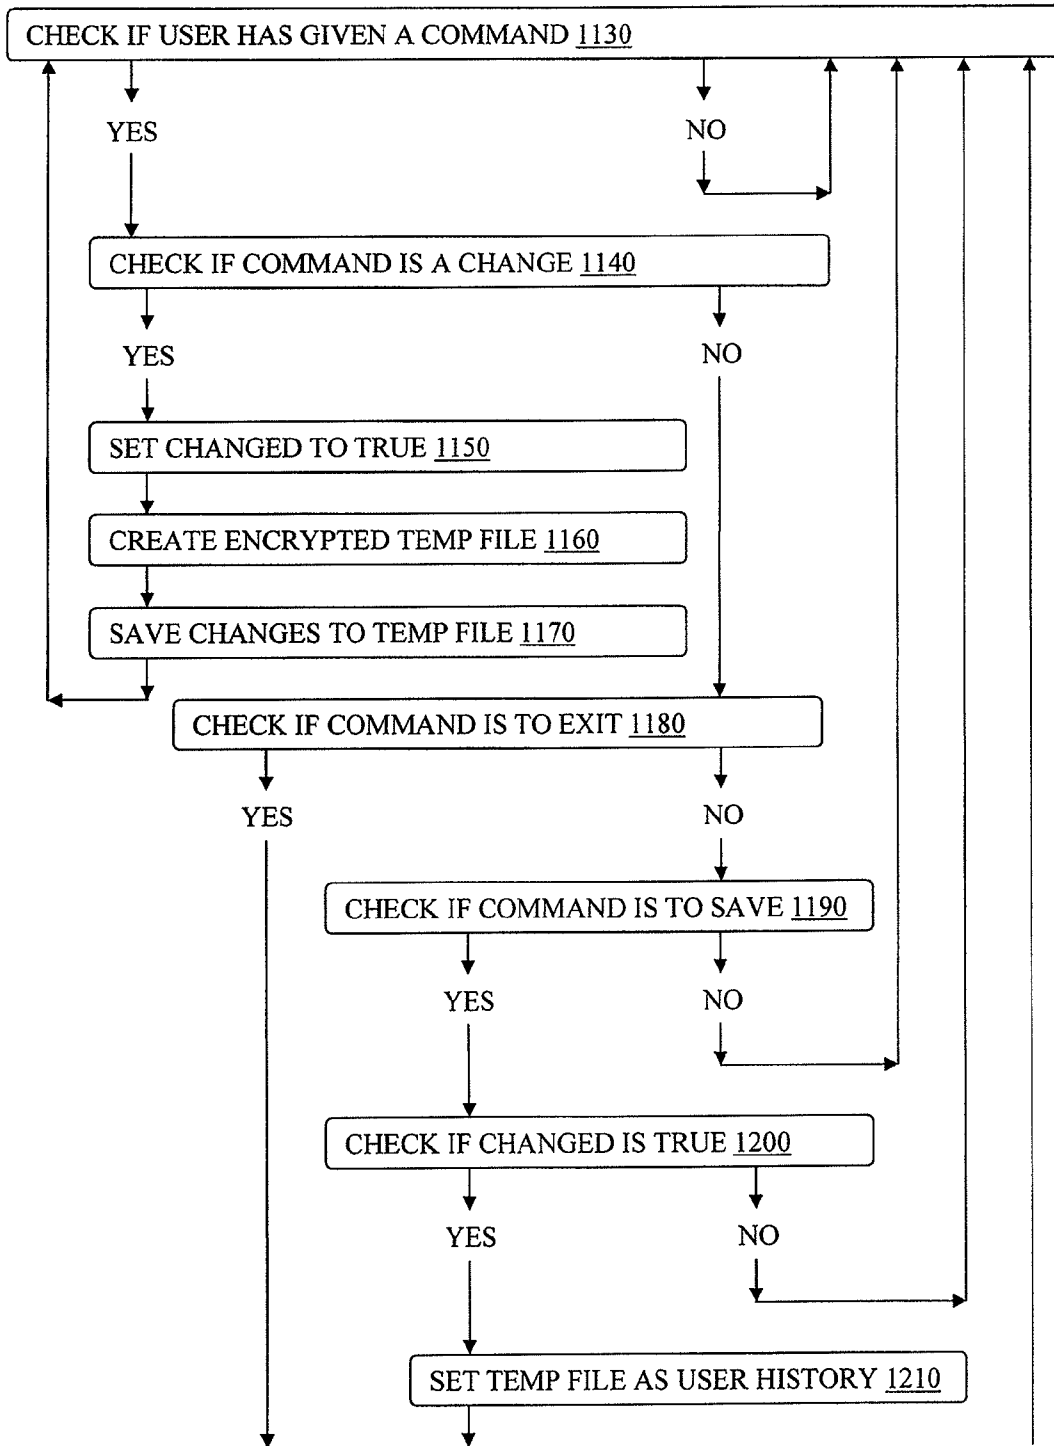 CHECK IF USER HAS GIVEN A COMMAND 1130
YES
NO
CHECK IF COMMAND IS A CHANGE 1140
YES
NO
SET CHANGED TO TRUE 1150
CREATE ENCRYPTED TEMP FILE 1160
SAVE CHANGES TO TEMP FILE 1170
CHECK IF COMMAND IS TO EXIT 1180
YES
NO
CHECK IF COMMAND IS TO SAVE 1190
YES
NO
CHECK IF CHANGED IS TRUE 1200
YES
NO
SET TEMP FILE AS USER HISTORY 1210